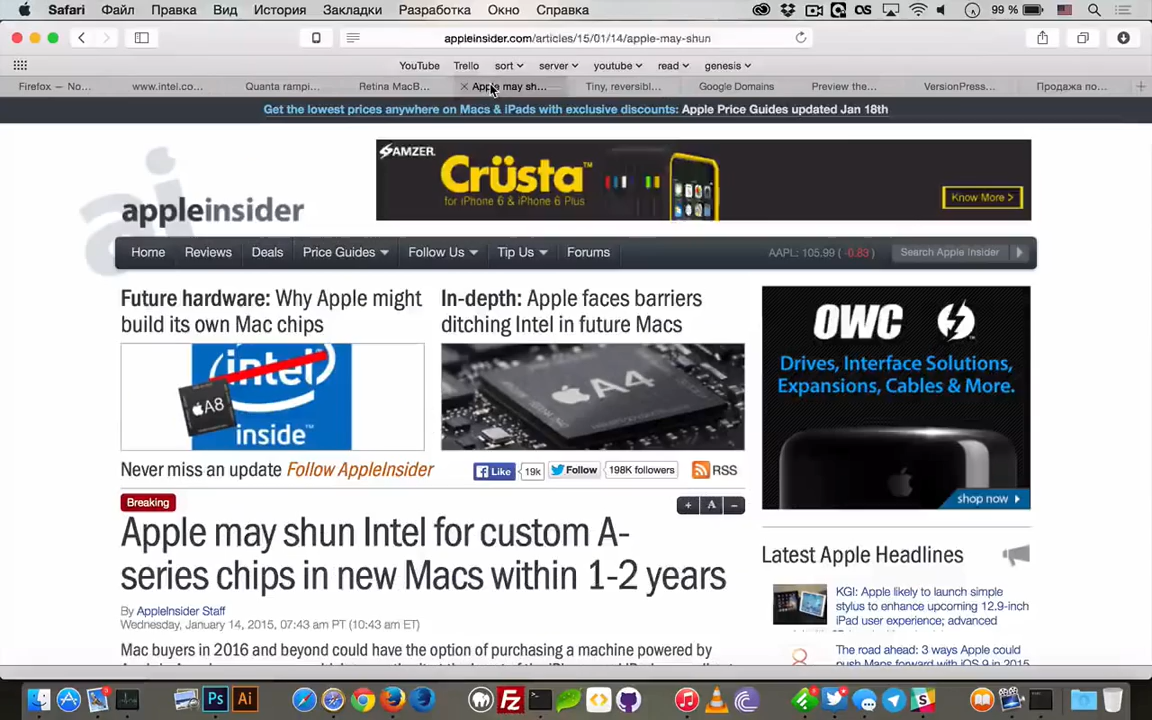 Safari Файл Правка Вид История Закладки Разработка Окно Справка 99 %
appleinsider.com/articles/15/01/14/apple-may-shun
YouTube Trello sort server youtube read genesis
Firefox — No... www.intel.co... Quanta rampi... Retina MacB... Apple may sh... Tiny, reversibl... Google Domains Preview the... VersionPress... Продажа по...
Get the lowest prices anywhere on Macs & iPads with exclusive discounts: Apple Price Guides updated Jan 18th
AMZER
Crüsta™
for iPhone 6 & iPhone 6 Plus
Know More >
ai
appleinsider
Home Reviews Deals Price Guides Follow Us Tip Us Forums AAPL: 105.99 ( -0.83 ) Search Apple Insider
Future hardware: Why Apple might
build its own Mac chips
In-depth: Apple faces barriers
ditching Intel in future Macs
intel
A8
inside™
A4
OWC
Drives, Interface Solutions,
Expansions, Cables & More.
shop now
Never miss an update Follow AppleInsider
Like 19k Follow 198K followers RSS
Breaking
+ A −
Apple may shun Intel for custom A-
series chips in new Macs within 1-2 years
By AppleInsider Staff
Wednesday, January 14, 2015, 07:43 am PT (10:43 am ET)
Mac buyers in 2016 and beyond could have the option of purchasing a machine powered by
Latest Apple Headlines
KGI: Apple likely to launch simple
stylus to enhance upcoming 12.9-inch
iPad user experience; advanced
The road ahead: 3 ways Apple could
push Maps forward with iOS 9 in 2015
Ps Ai Fz